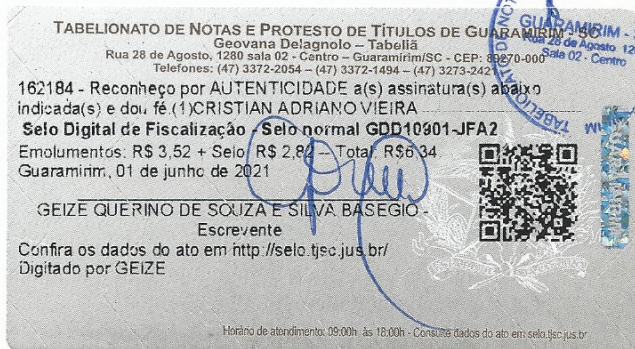 TABELIONATO DE NOTAS E PROTESTO DE TÍTULOS DE GUARAMIRIM - SC
Geovana Delagnolo – Tabeliã
Rua 28 de Agosto, 1280 sala 02 - Centro – Guaramirim/SC - CEP: 89270-000
Telefones: (47) 3372-2054 – (47) 3372-1494 – (47) 3273-2427
162184 - Reconheço por AUTENTICIDADE a(s) assinatura(s) abaixo
indicada(s) e dou fé.(1)CRISTIAN ADRIANO VIEIRA
Selo Digital de Fiscalização - Selo normal GDD10901-JFA2
Emolumentos: R$ 3,52 + Selo: R$ 2,82 -- Total: R$6,34
Guaramirim, 01 de junho de 2021
GEIZE QUERINO DE SOUZA E SILVA BASEGIO -
Escrevente
Confira os dados do ato em http://selo.tjsc.jus.br/
Digitado por GEIZE
Horário de atendimento: 09:00h às 18:00h - Consulte dados do ato em: selo.tjsc.jus.br
GUARAMIRIM - SC
Rua 28 de Agosto 12
Sala 02 - Centro
TABELIONATO DE NOT